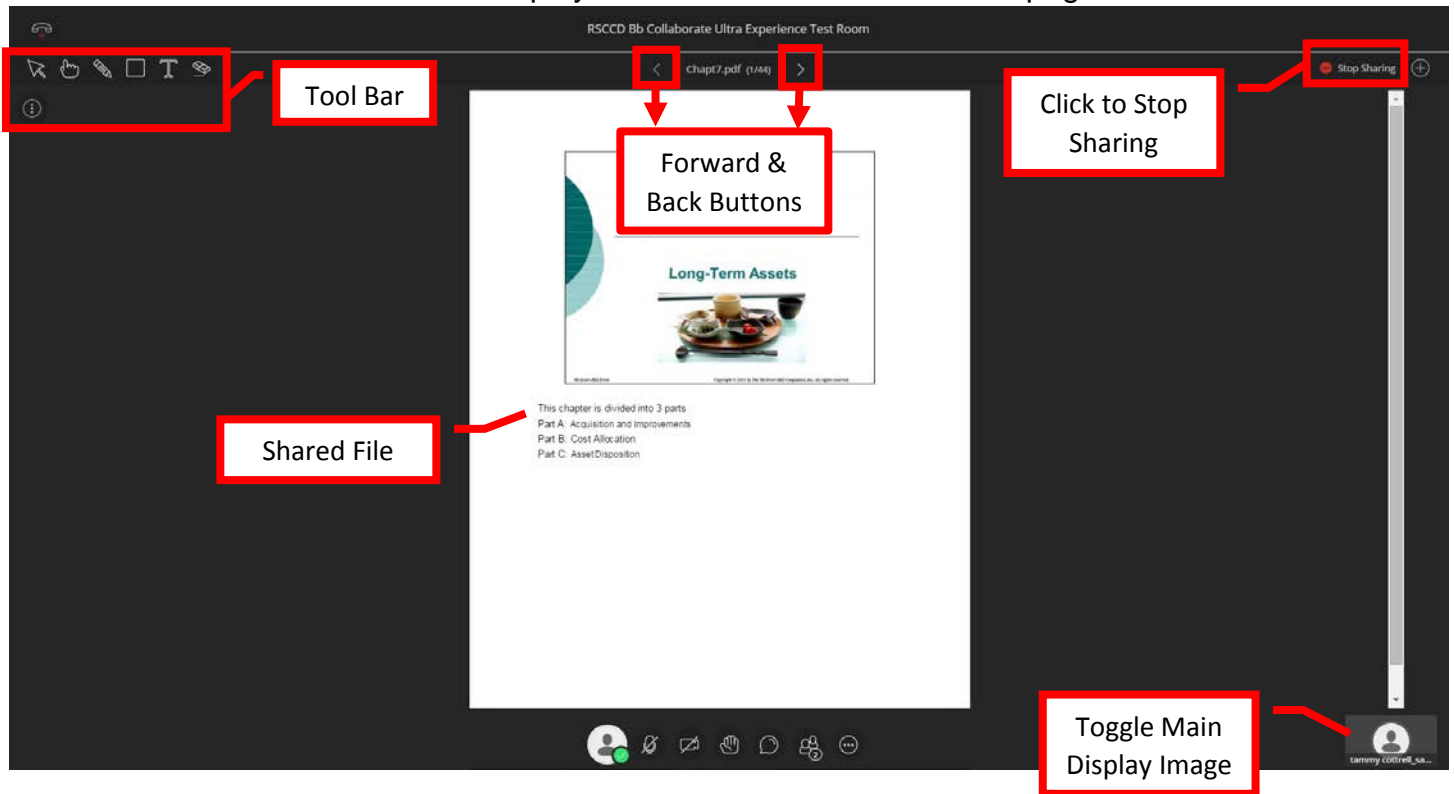 RSCCD Bb Collaborate Ultra Experience Test Room
Chapt7.pdf (1/44)
Stop Sharing
Tool Bar
Click to Stop
Sharing
Forward &
Back Buttons
T
Long-Term Assets
This chapter is divided into 3 parts
Part A: Acquisition and Improvements
Part B: Cost Allocation
Part C: Asset Disposition
Shared File
2
Toggle Main
Display Image
tammy cottrell_sa...